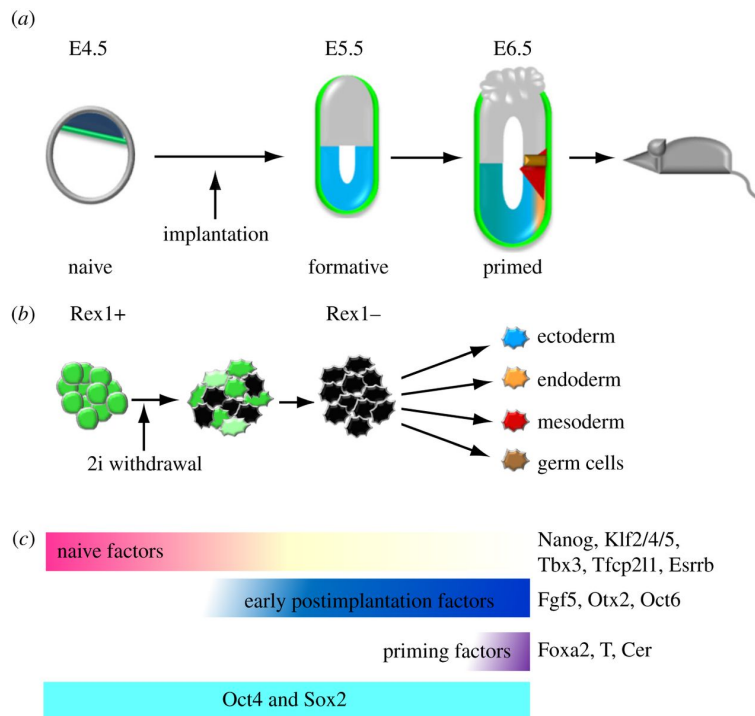 (a)
E4.5 E5.5 E6.5
implantation
naive formative primed
(b) Rex1+ Rex1–
ectoderm
endoderm
mesoderm
germ cells
2i withdrawal
(c)
naive factors
Nanog, Klf2/4/5,
Tbx3, Tfcp2l1, Esrrb
early postimplantation factors Fgf5, Otx2, Oct6
priming factors Foxa2, T, Cer
Oct4 and Sox2